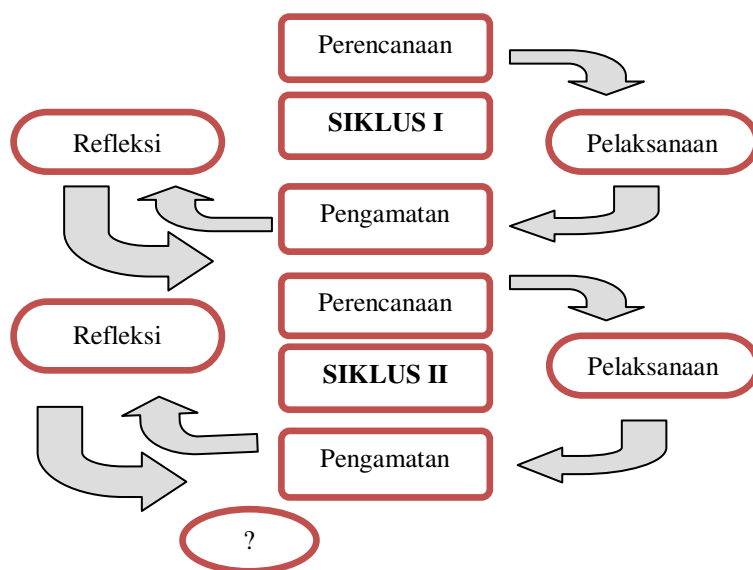 Perencanaan
SIKLUS I
Refleksi
Pelaksanaan
Pengamatan
Perencanaan
Refleksi
SIKLUS II
Pelaksanaan
Pengamatan
?